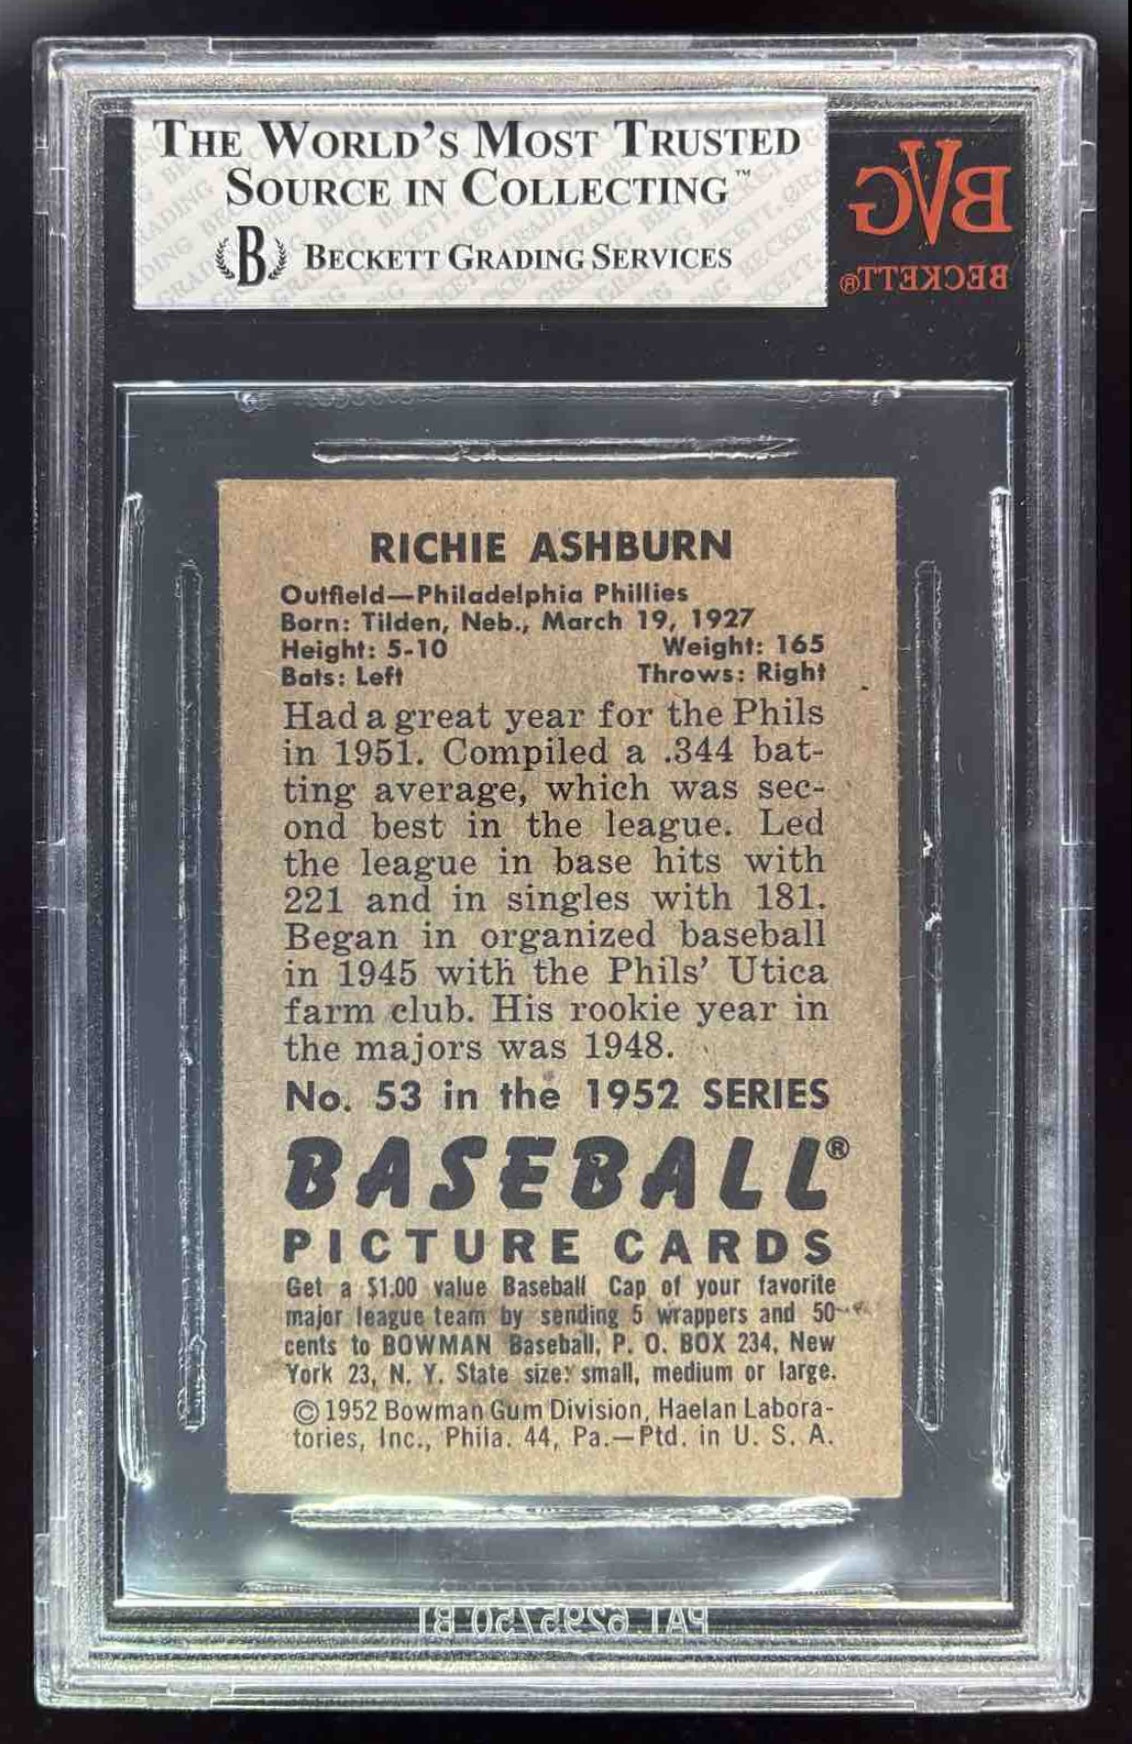 THE WORLD'S MOST TRUSTED
SOURCE IN COLLECTING™
B BECKETT GRADING SERVICES
BVG
BECKETT®
RICHIE ASHBURN
Outfield—Philadelphia Phillies
Born: Tilden, Neb., March 19, 1927
Height: 5-10 Weight: 165
Bats: Left Throws: Right
Had a great year for the Phils
in 1951. Compiled a .344 bat-
ting average, which was sec-
ond best in the league. Led
the league in base hits with
221 and in singles with 181.
Began in organized baseball
in 1945 with the Phils' Utica
farm club. His rookie year in
the majors was 1948.
No. 53 in the 1952 SERIES
BASEBALL®
PICTURE CARDS
Get a $1.00 value Baseball Cap of your favorite
major league team by sending 5 wrappers and 50
cents to BOWMAN Baseball, P. O. BOX 234, New
York 23, N. Y. State size: small, medium or large.
© 1952 Bowman Gum Division, Haelan Labora-
tories, Inc., Phila. 44, Pa.—Ptd. in U. S. A.
PAT. 6295750 B1